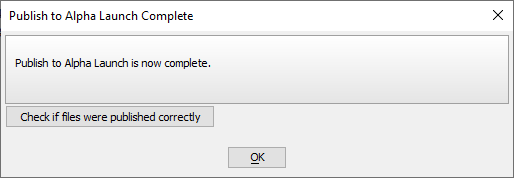 Publish to Alpha Launch Complete
Publish to Alpha Launch is now complete.
Check if files were published correctly
OK